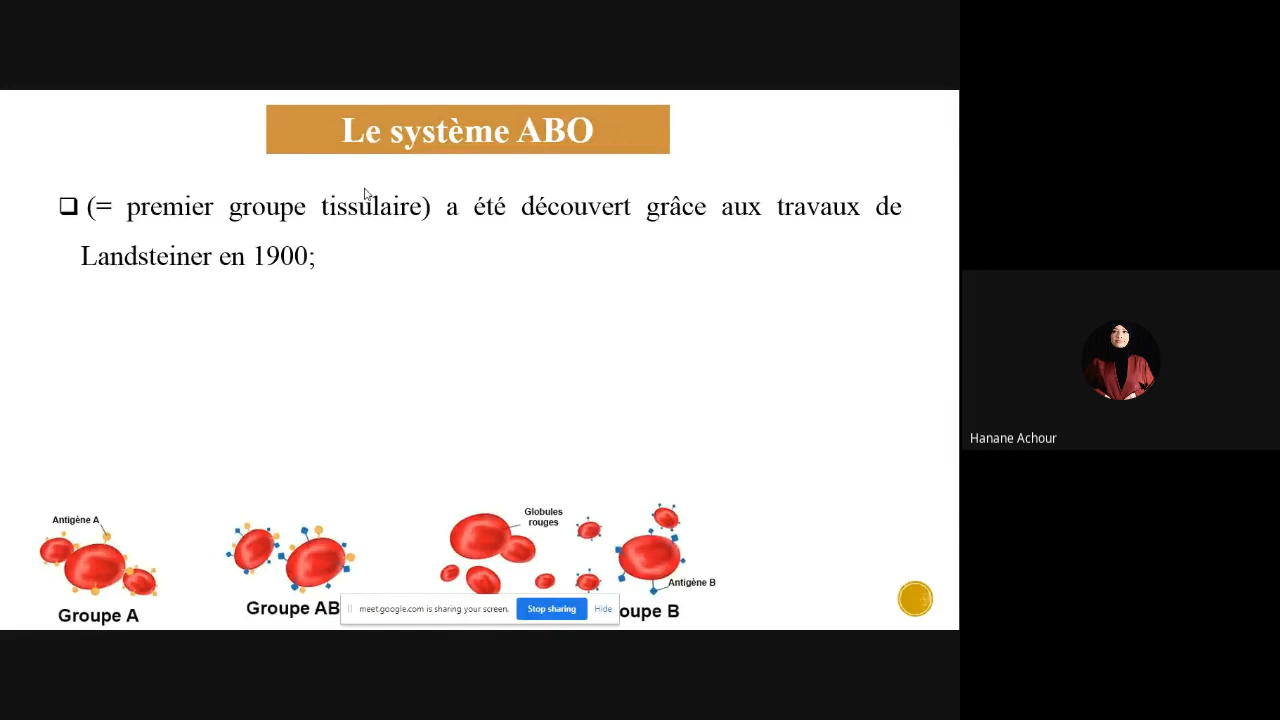 Le système ABO
(= premier groupe tissulaire) a été découvert grâce aux travaux de
Landsteiner en 1900;
Antigène A
Groupe A
Groupe AB
Globules
rouges
Antigène B
oupe B
meet.google.com is sharing your screen.
Stop sharing
Hide
Hanane Achour